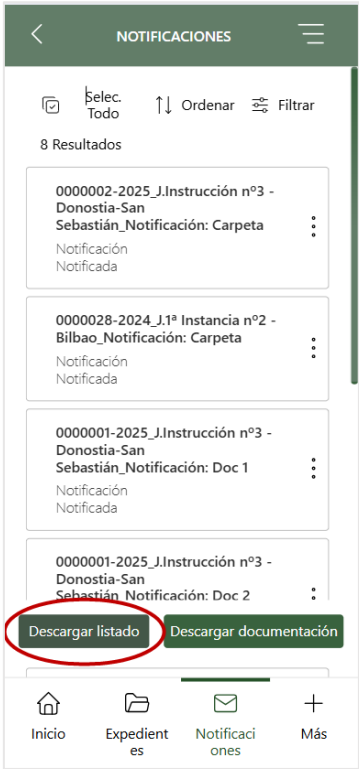 NOTIFICACIONES
Selec.
Todo
Ordenar
Filtrar
8 Resultados
0000002-2025_J.Instrucción nº3 -
Donostia-San
Sebastián_Notificación: Carpeta
Notificación
Notificada
0000028-2024_J.1ª Instancia nº2 -
Bilbao_Notificación: Carpeta
Notificación
Notificada
0000001-2025_J.Instrucción nº3 -
Donostia-San
Sebastián_Notificación: Doc 1
Notificación
Notificada
0000001-2025_J.Instrucción nº3 -
Donostia-San
Sebastián_Notificación: Doc 2
Descargar listado
Descargar documentación
Inicio
Expedient
es
Notificaci
ones
Más